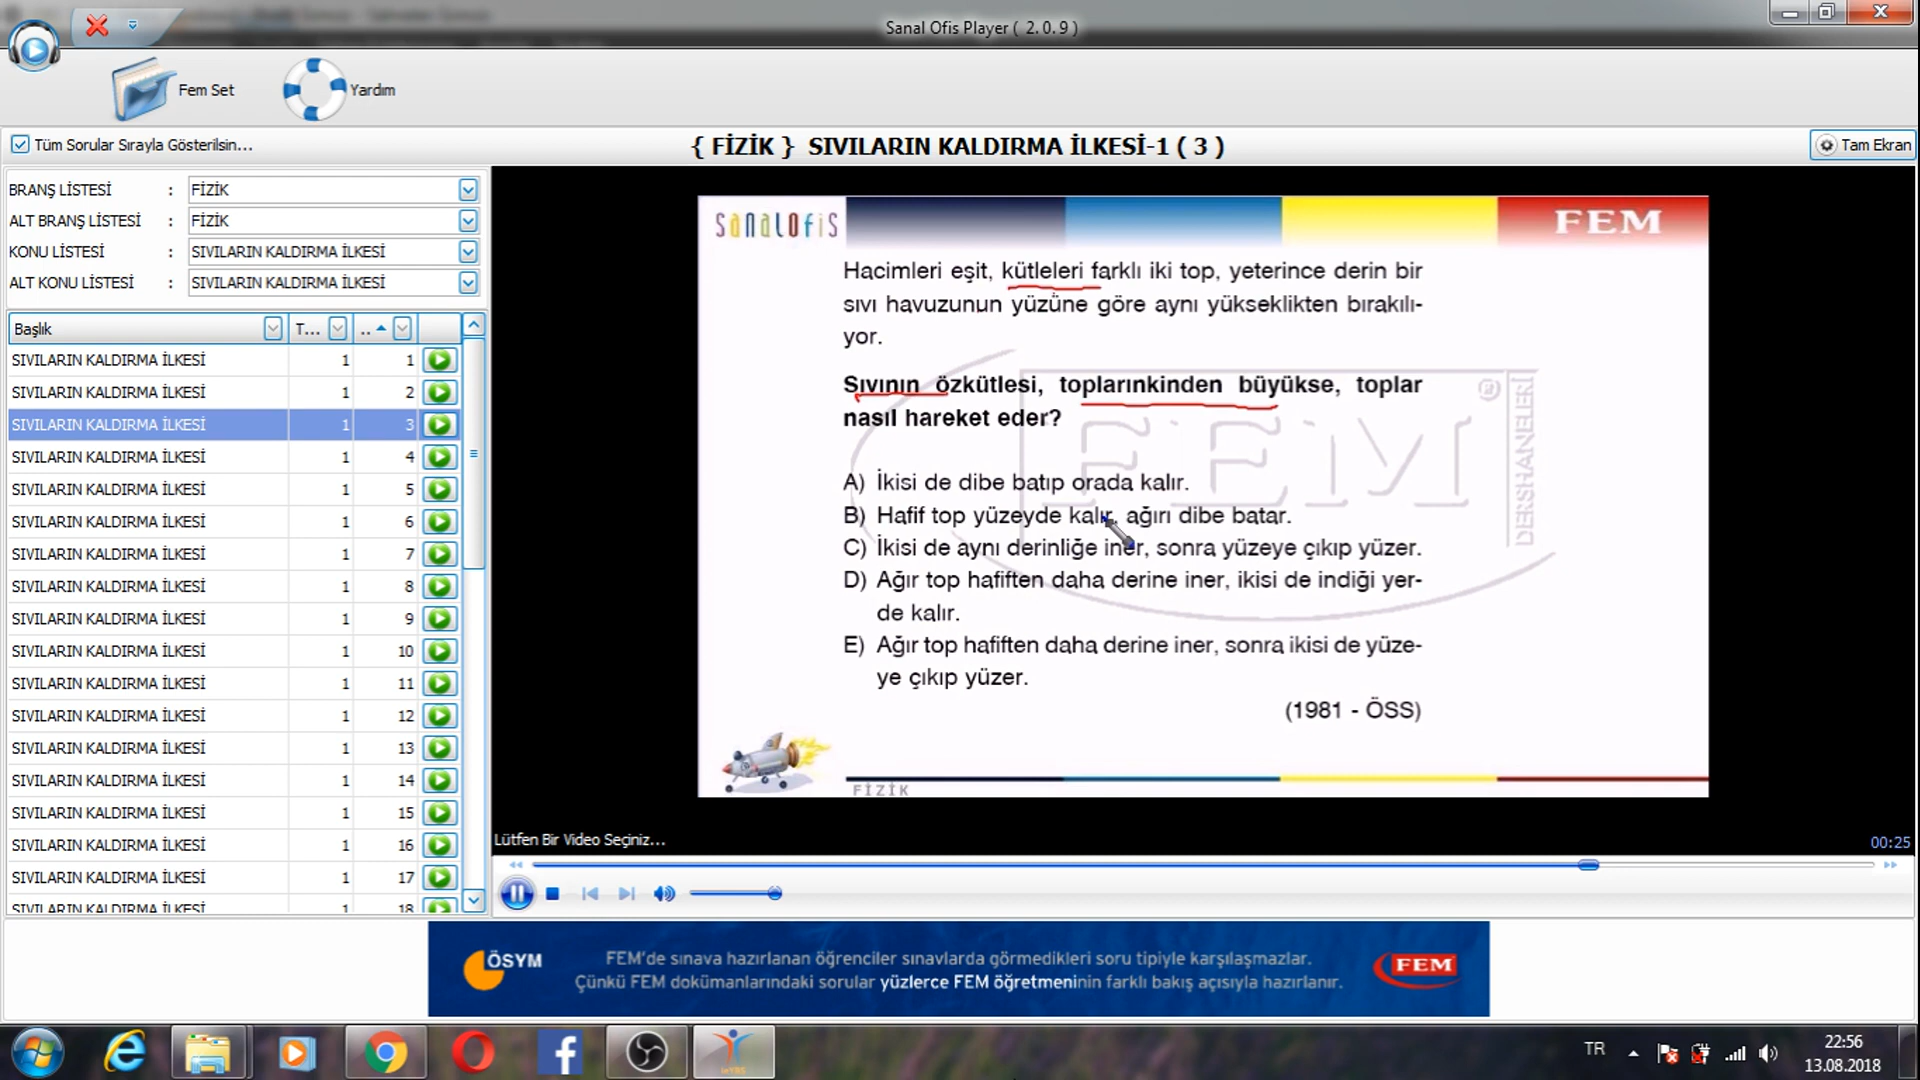 Sanal Ofis Player ( 2.0.9 )
Fem Set
Yardım
Tüm Sorular Sırayla Gösterilsin...
{ FİZİK } SIVILARIN KALDIRMA İLKESİ-1 ( 3 )
Tam Ekran
BRANŞ LİSTESİ : FİZİK
ALT BRANŞ LİSTESİ : FİZİK
KONU LİSTESİ : SIVILARIN KALDIRMA İLKESİ
ALT KONU LİSTESİ : SIVILARIN KALDIRMA İLKESİ
Başlık T... ..
SIVILARIN KALDIRMA İLKESİ 1 1
SIVILARIN KALDIRMA İLKESİ 1 2
SIVILARIN KALDIRMA İLKESİ 1 3
SIVILARIN KALDIRMA İLKESİ 1 4
SIVILARIN KALDIRMA İLKESİ 1 5
SIVILARIN KALDIRMA İLKESİ 1 6
SIVILARIN KALDIRMA İLKESİ 1 7
SIVILARIN KALDIRMA İLKESİ 1 8
SIVILARIN KALDIRMA İLKESİ 1 9
SIVILARIN KALDIRMA İLKESİ 1 10
SIVILARIN KALDIRMA İLKESİ 1 11
SIVILARIN KALDIRMA İLKESİ 1 12
SIVILARIN KALDIRMA İLKESİ 1 13
SIVILARIN KALDIRMA İLKESİ 1 14
SIVILARIN KALDIRMA İLKESİ 1 15
SIVILARIN KALDIRMA İLKESİ 1 16
SIVILARIN KALDIRMA İLKESİ 1 17
SIVILARIN KALDIRMA İLKESİ 1 18
sanalofis
FEM
Hacimleri eşit, kütleleri farklı iki top, yeterince derin bir
sıvı havuzunun yüzüne göre aynı yükseklikten bırakılı-
yor.
Sıvının özkütlesi, toplarınkinden büyükse, toplar
nasıl hareket eder?
A) İkisi de dibe batıp orada kalır.
B) Hafif top yüzeyde kalır, ağırı dibe batar.
C) İkisi de aynı derinliğe iner, sonra yüzeye çıkıp yüzer.
D) Ağır top hafiften daha derine iner, ikisi de indiği yer-
de kalır.
E) Ağır top hafiften daha derine iner, sonra ikisi de yüze-
ye çıkıp yüzer.
(1981 - ÖSS)
FEM ®
DERSHANELERİ
FİZİK
Lütfen Bir Video Seçiniz...
00:25
ÖSYM
FEM'de sınava hazırlanan öğrenciler sınavlarda görmedikleri soru tipiyle karşılaşmazlar.
Çünkü FEM dokümanlarındaki sorular yüzlerce FEM öğretmeninin farklı bakış açısıyla hazırlanır.
FEM
TR
22:56
13.08.2018